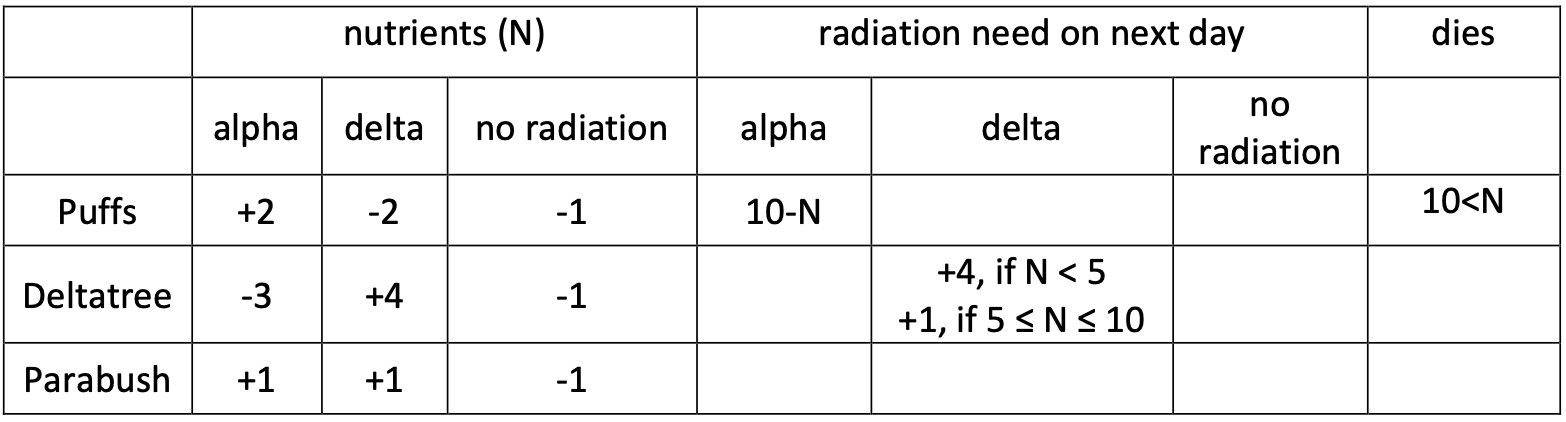 nutrients (N) radiation need on next day dies
alpha delta no radiation alpha delta no
radiation
Puffs +2 -2 -1 10-N 10<N
Deltatree -3 +4 -1 +4, if N < 5
+1, if 5 ≤ N ≤ 10
Parabush +1 +1 -1